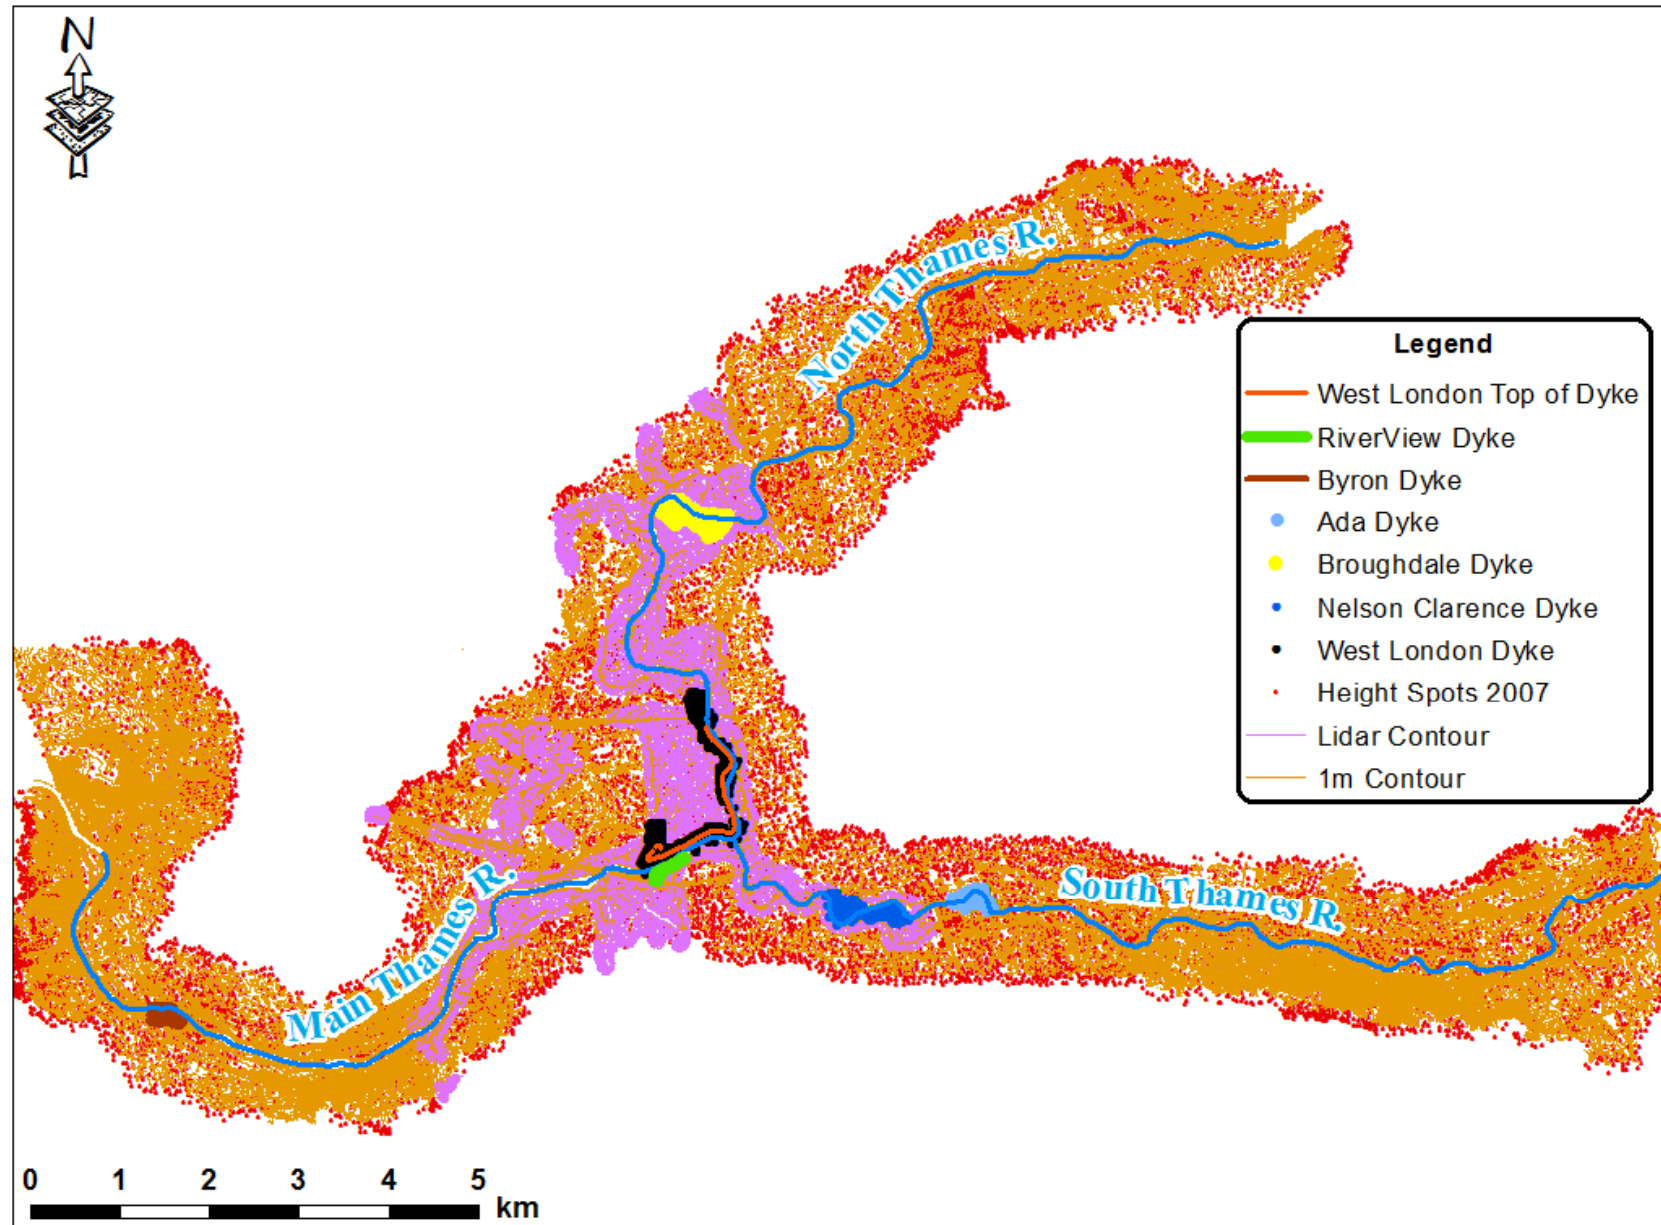 N
North Thames R.
Legend
West London Top of Dyke
RiverView Dyke
Byron Dyke
Ada Dyke
Broughdale Dyke
Nelson Clarence Dyke
West London Dyke
Height Spots 2007
Lidar Contour
1m Contour
South Thames R.
Main Thames R.
0 1 2 3 4 5
km